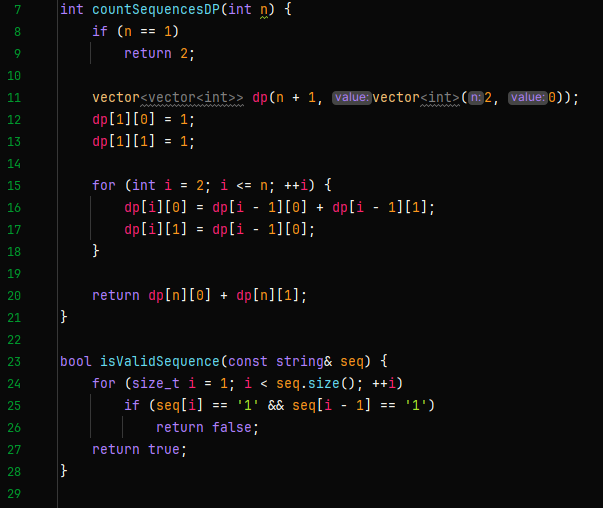 7 int countSequencesDP(int n) {
8     if (n == 1)
9         return 2;
10
11     vector<vector<int>> dp(n + 1, value: vector<int>(n: 2, value: 0));
12     dp[1][0] = 1;
13     dp[1][1] = 1;
14
15     for (int i = 2; i <= n; ++i) {
16         dp[i][0] = dp[i - 1][0] + dp[i - 1][1];
17         dp[i][1] = dp[i - 1][0];
18     }
19
20     return dp[n][0] + dp[n][1];
21 }
22
23 bool isValidSequence(const string& seq) {
24     for (size_t i = 1; i < seq.size(); ++i)
25         if (seq[i] == '1' && seq[i - 1] == '1')
26             return false;
27     return true;
28 }
29